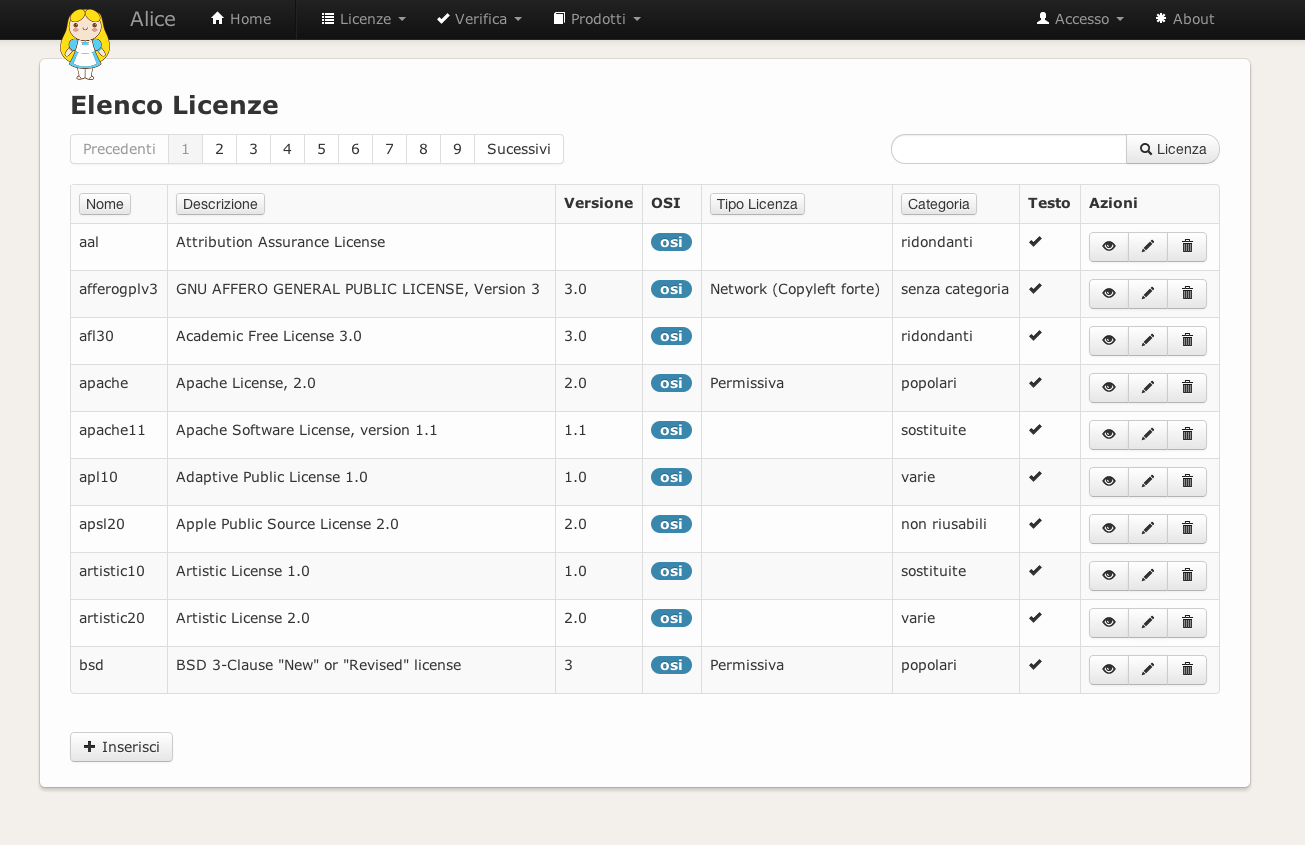 Alice Home Licenze Verifica Prodotti Accesso About
Elenco Licenze
Precedenti 1 2 3 4 5 6 7 8 9 Sucessivi Licenza
Nome Descrizione Versione OSI Tipo Licenza Categoria Testo Azioni
aal Attribution Assurance License osi ridondanti
afferogplv3 GNU AFFERO GENERAL PUBLIC LICENSE, Version 3 3.0 osi Network (Copyleft forte) senza categoria
afl30 Academic Free License 3.0 3.0 osi ridondanti
apache Apache License, 2.0 2.0 osi Permissiva popolari
apache11 Apache Software License, version 1.1 1.1 osi sostituite
apl10 Adaptive Public License 1.0 1.0 osi varie
apsl20 Apple Public Source License 2.0 2.0 osi non riusabili
artistic10 Artistic License 1.0 1.0 osi sostituite
artistic20 Artistic License 2.0 2.0 osi varie
bsd BSD 3-Clause "New" or "Revised" license 3 osi Permissiva popolari
Inserisci